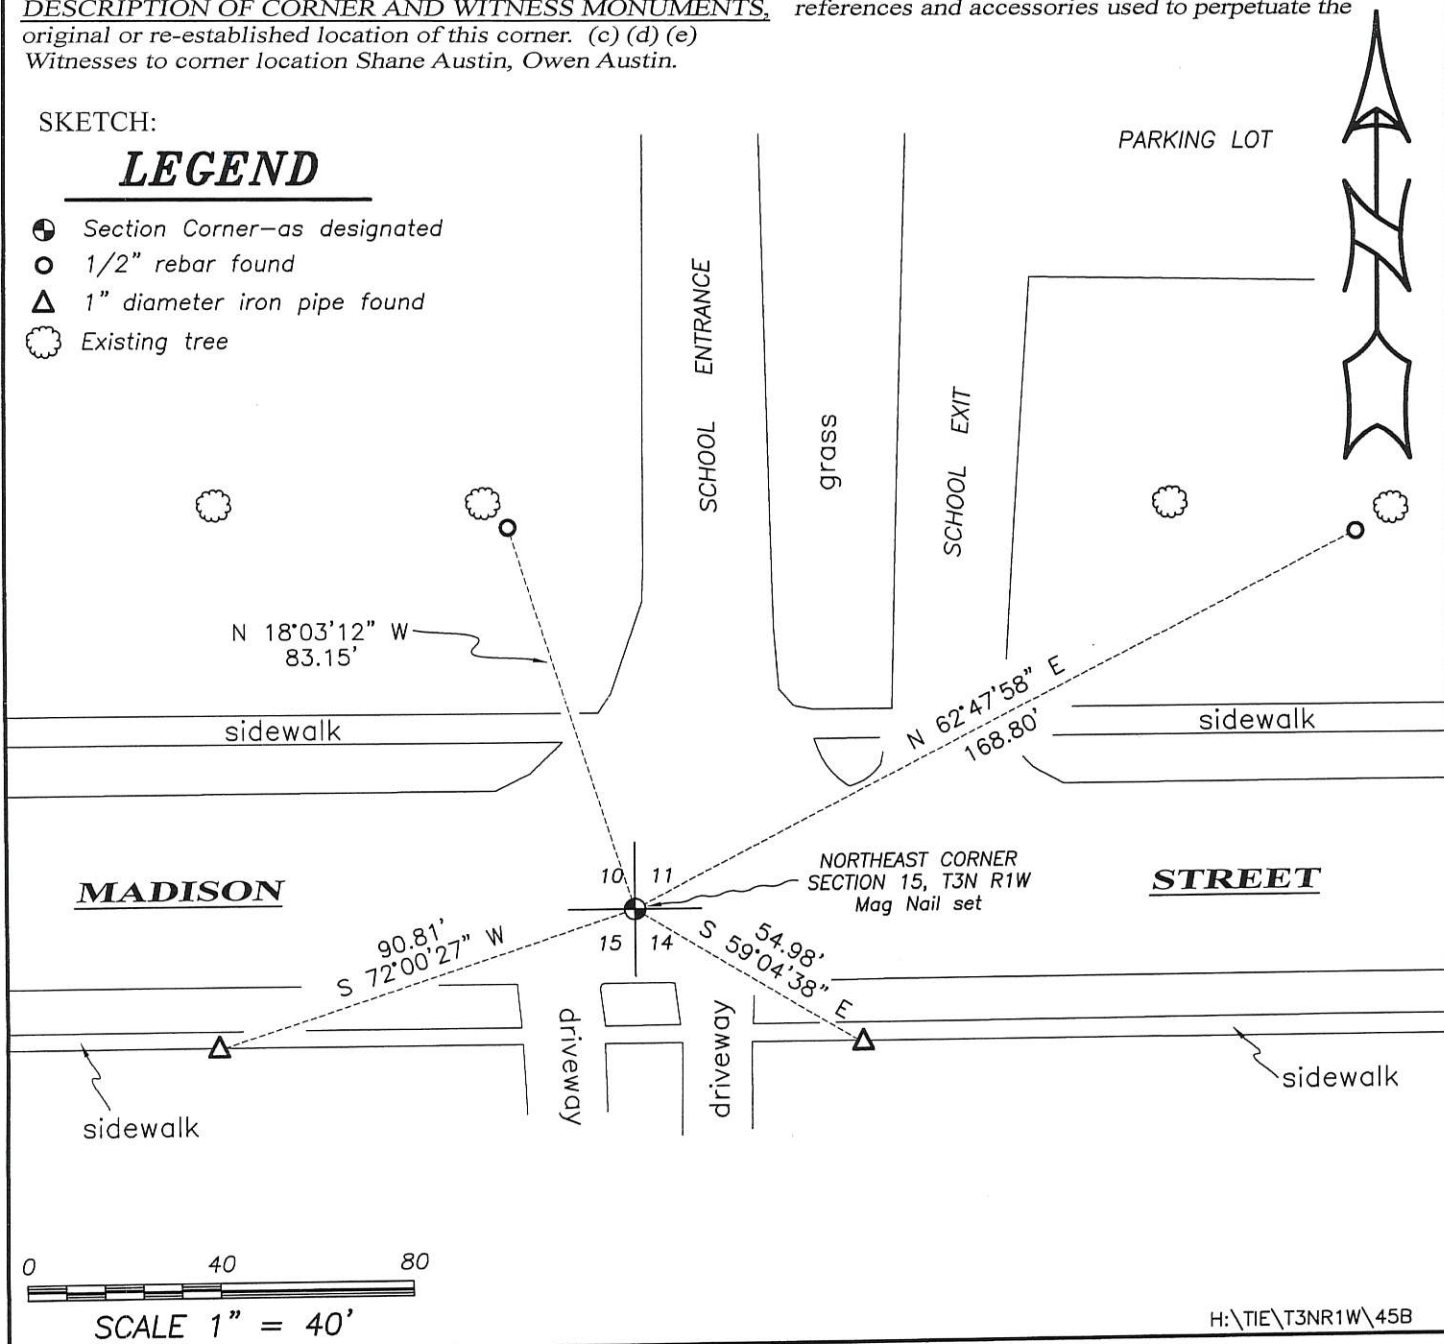 DESCRIPTION OF CORNER AND WITNESS MONUMENTS, references and accessories used to perpetuate the
original or re-established location of this corner. (c) (d) (e)
Witnesses to corner location Shane Austin, Owen Austin.
SKETCH:
LEGEND
Section Corner-as designated
1/2" rebar found
1" diameter iron pipe found
Existing tree
PARKING LOT
N
SCHOOL ENTRANCE
grass
SCHOOL EXIT
N 18°03'12" W
83.15'
N 62°47'58" E
168.80'
sidewalk
sidewalk
MADISON
STREET
10 11
15 14
NORTHEAST CORNER
SECTION 15, T3N R1W
Mag Nail set
90.81'
S 72°00'27" W
54.98'
S 59°04'38" E
driveway
driveway
sidewalk
sidewalk
0 40 80
SCALE 1" = 40'
H:\TIE\T3NR1W\45B